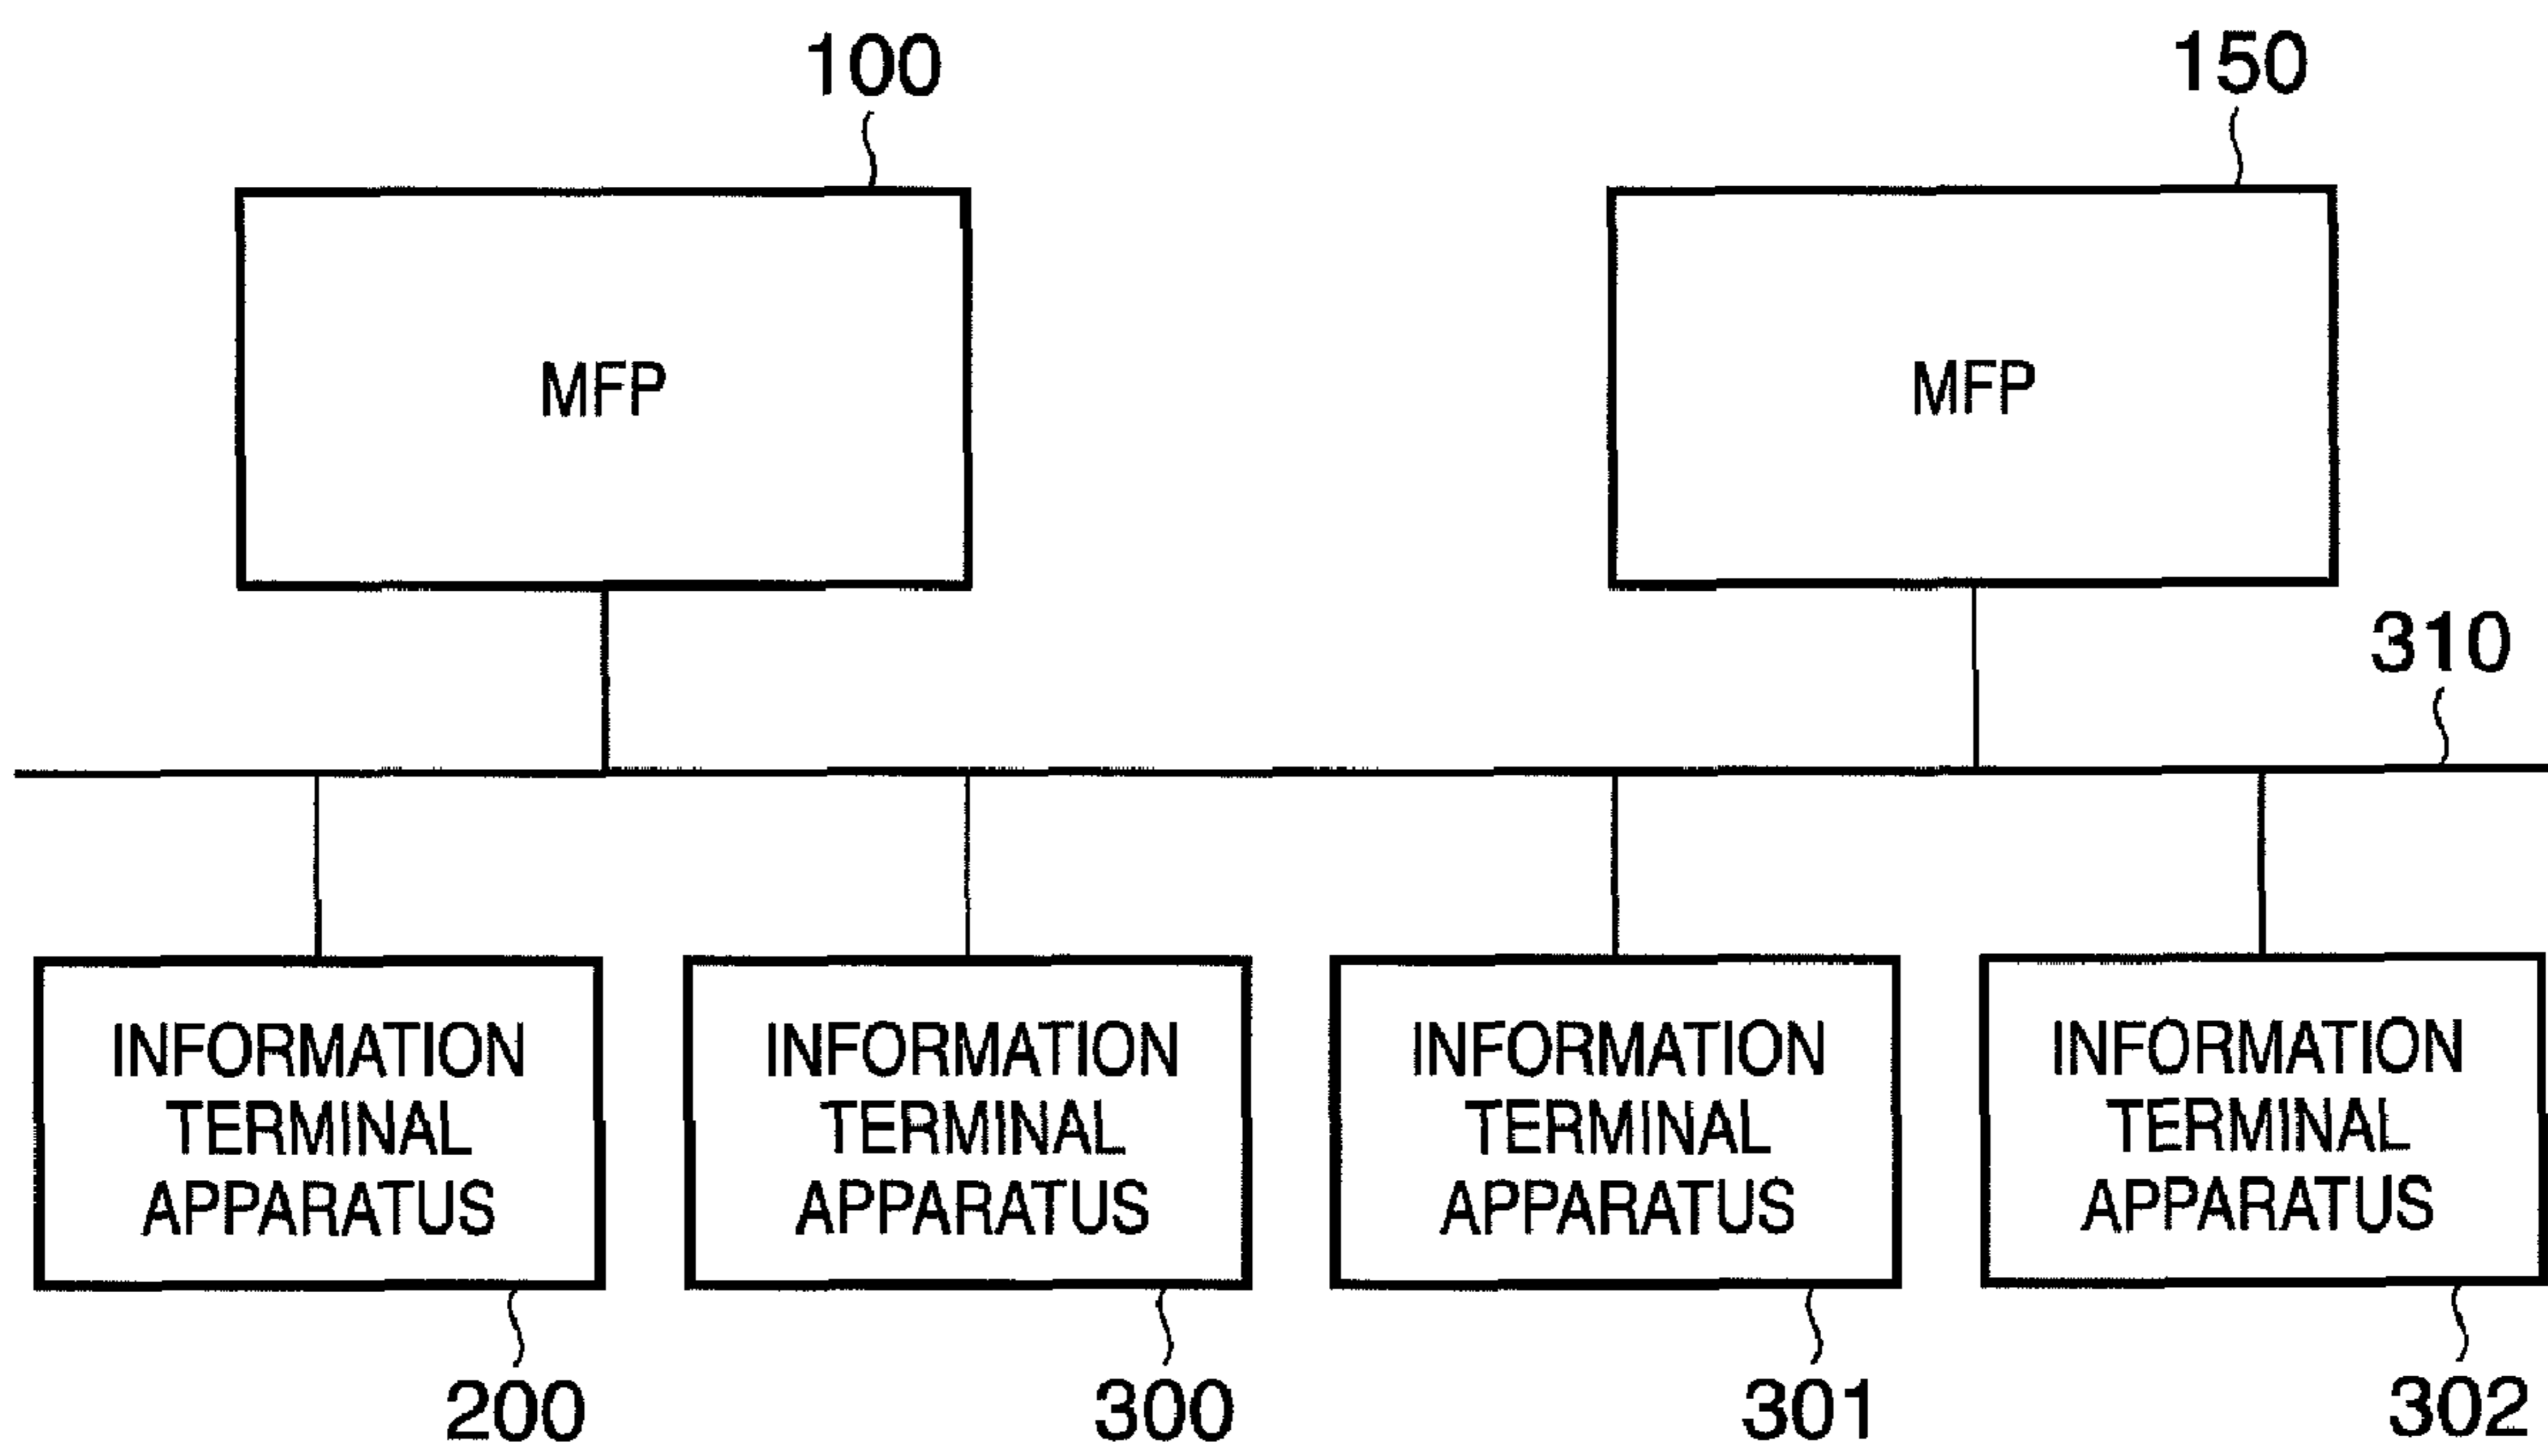 100
150
MFP
MFP
310
INFORMATION
TERMINAL
APPARATUS
INFORMATION
TERMINAL
APPARATUS
INFORMATION
TERMINAL
APPARATUS
INFORMATION
TERMINAL
APPARATUS
200
300
301
302